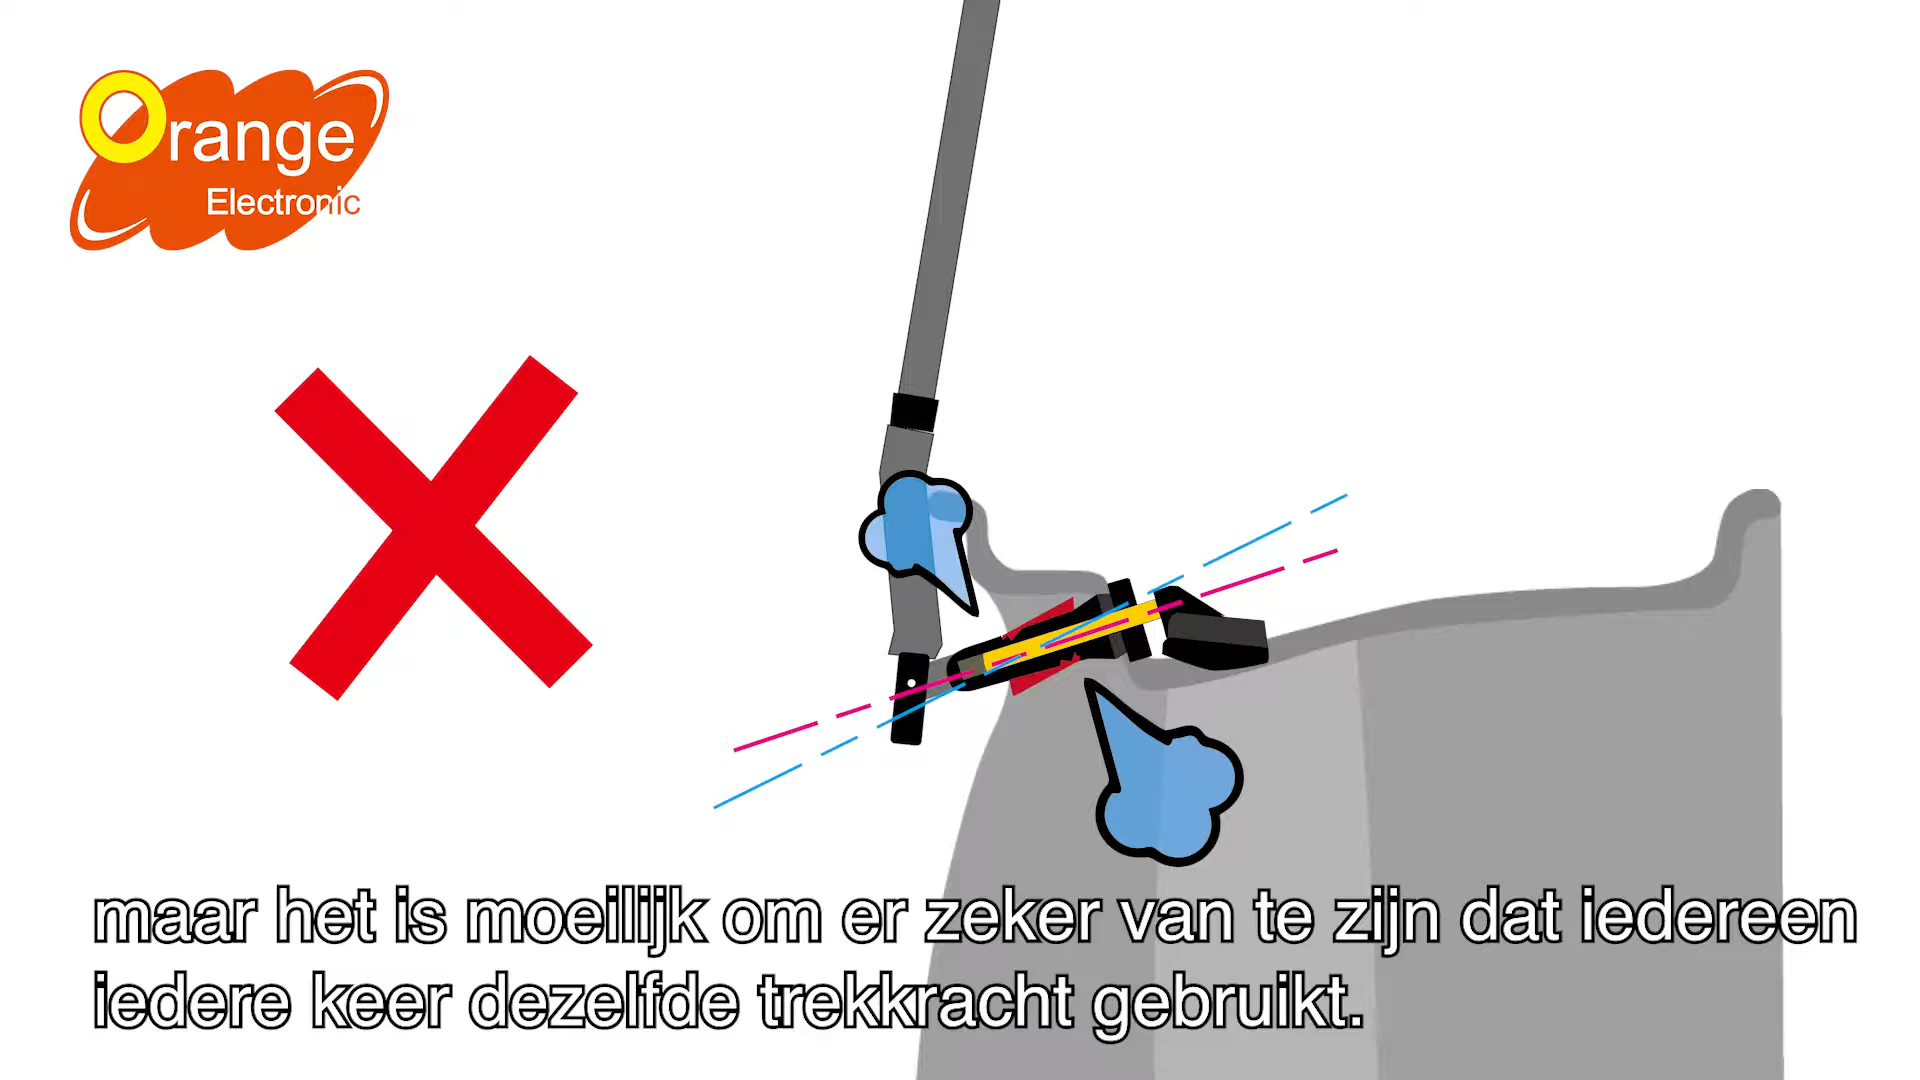 Orange
Electronic
maar het is moeilijk om er zeker van te zijn dat iedereen
iedere keer dezelfde trekkracht gebruikt.